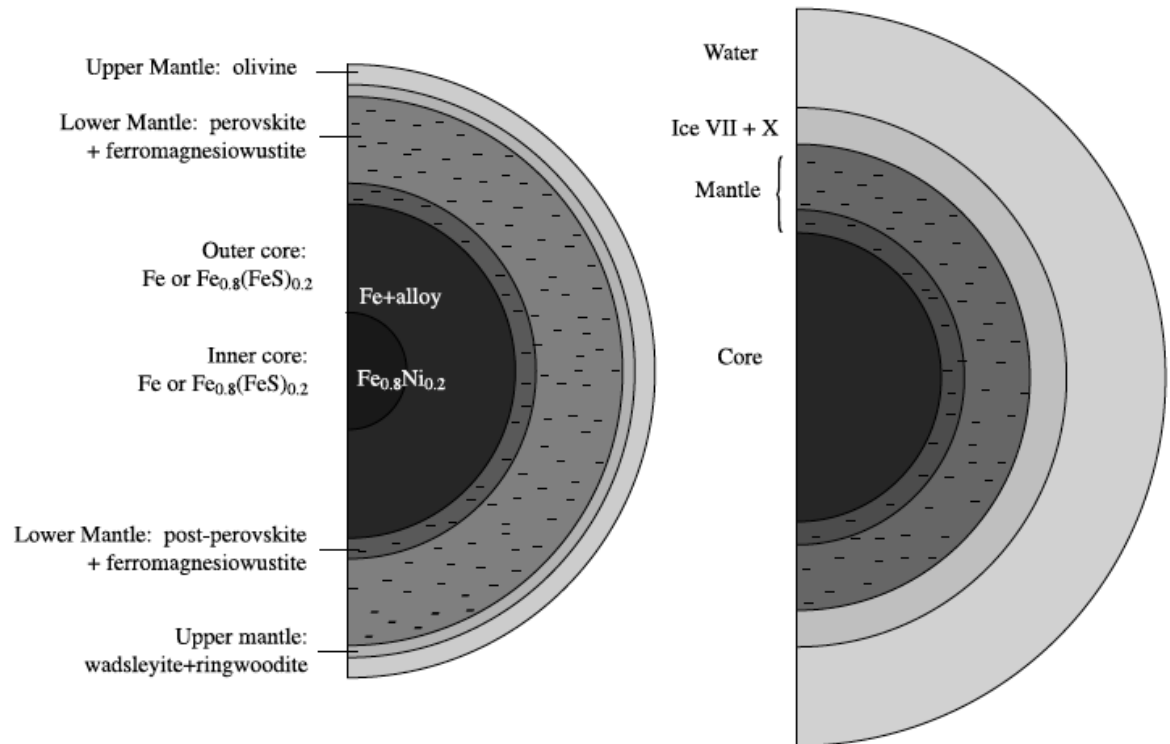 Upper Mantle: olivine
Lower Mantle: perovskite
+ ferromagnesiowustite
Outer core:
Fe or Fe₀.₈(FeS)₀.₂
Fe+alloy
Inner core:
Fe or Fe₀.₈(FeS)₀.₂
Fe₀.₈Ni₀.₂
Lower Mantle: post-perovskite
+ ferromagnesiowustite
Upper mantle:
wadsleyite+ringwoodite
Water
Ice VII + X
Mantle
Core